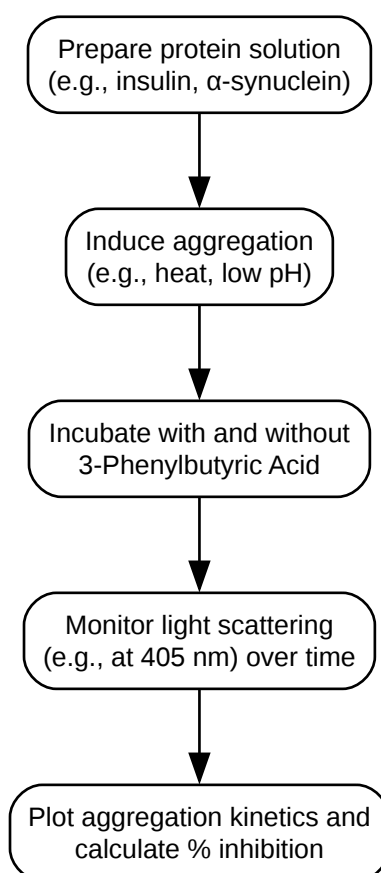 Prepare protein solution
(e.g., insulin, α-synuclein)
Induce aggregation
(e.g., heat, low pH)
Incubate with and without
3-Phenylbutyric Acid
Monitor light scattering
(e.g., at 405 nm) over time
Plot aggregation kinetics and
calculate % inhibition